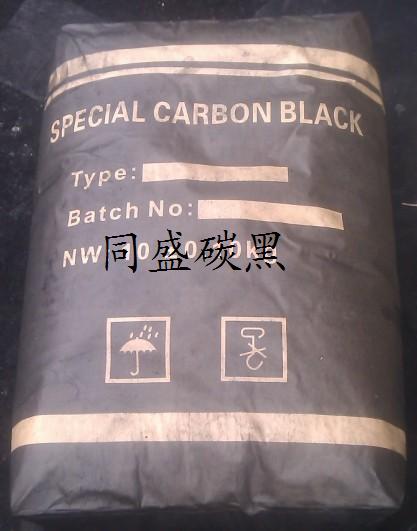 SPECIAL CARBON BLACK
Type:
Batch No:
同盛碳黑